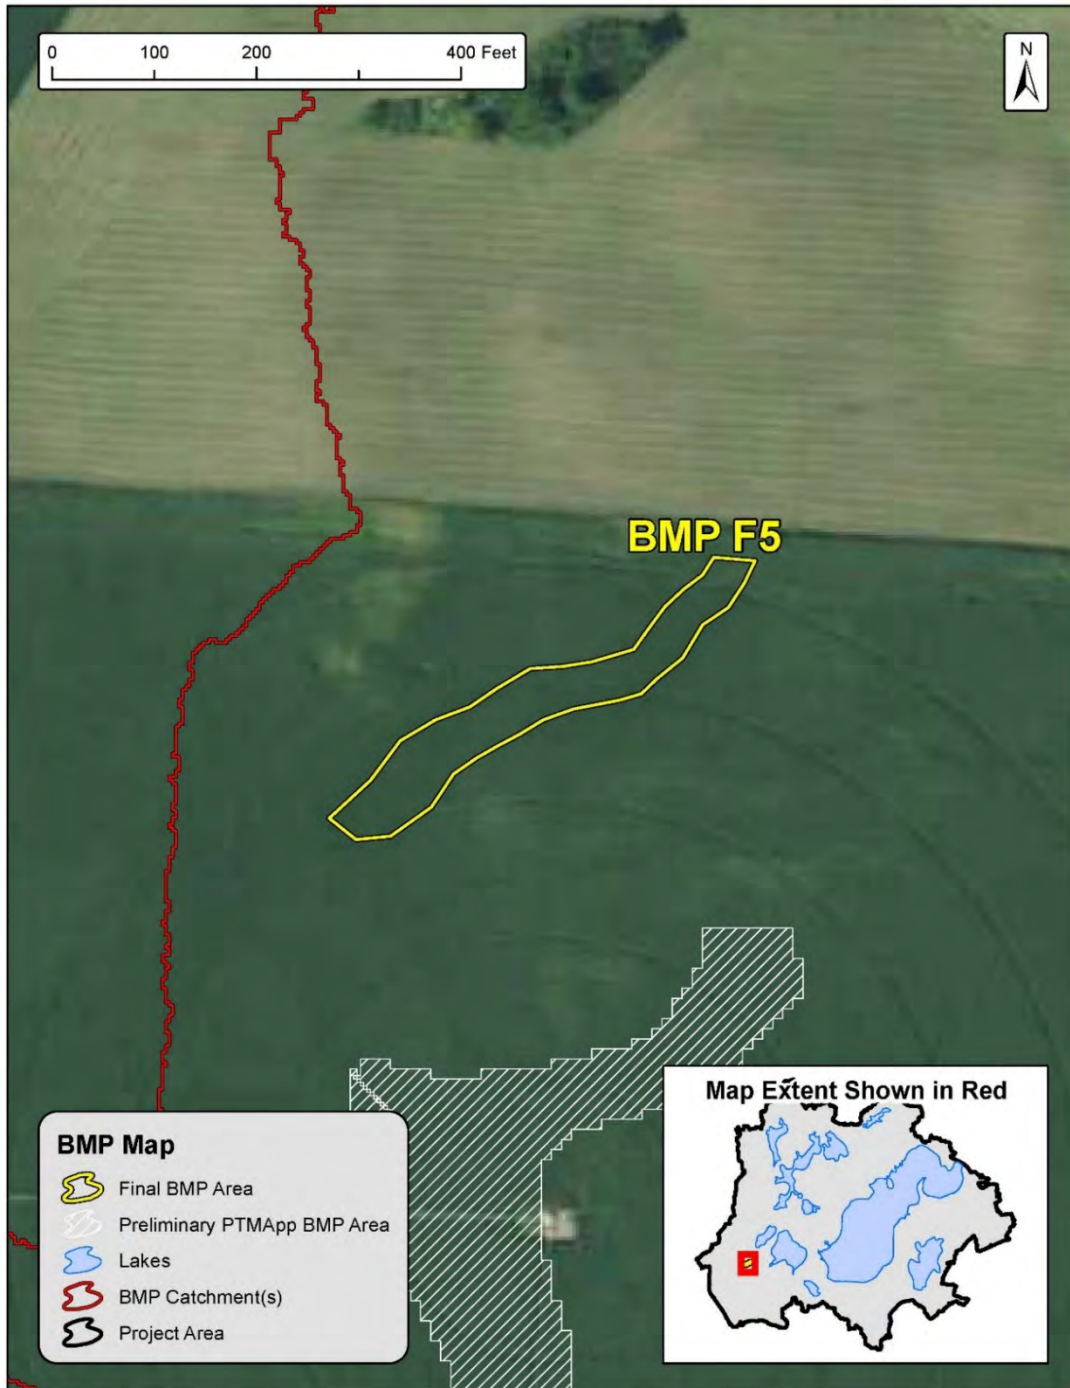 0 100 200 400 Feet
N
BMP F5
BMP Map
Final BMP Area
Preliminary PTMApp BMP Area
Lakes
BMP Catchment(s)
Project Area
Map Extent Shown in Red